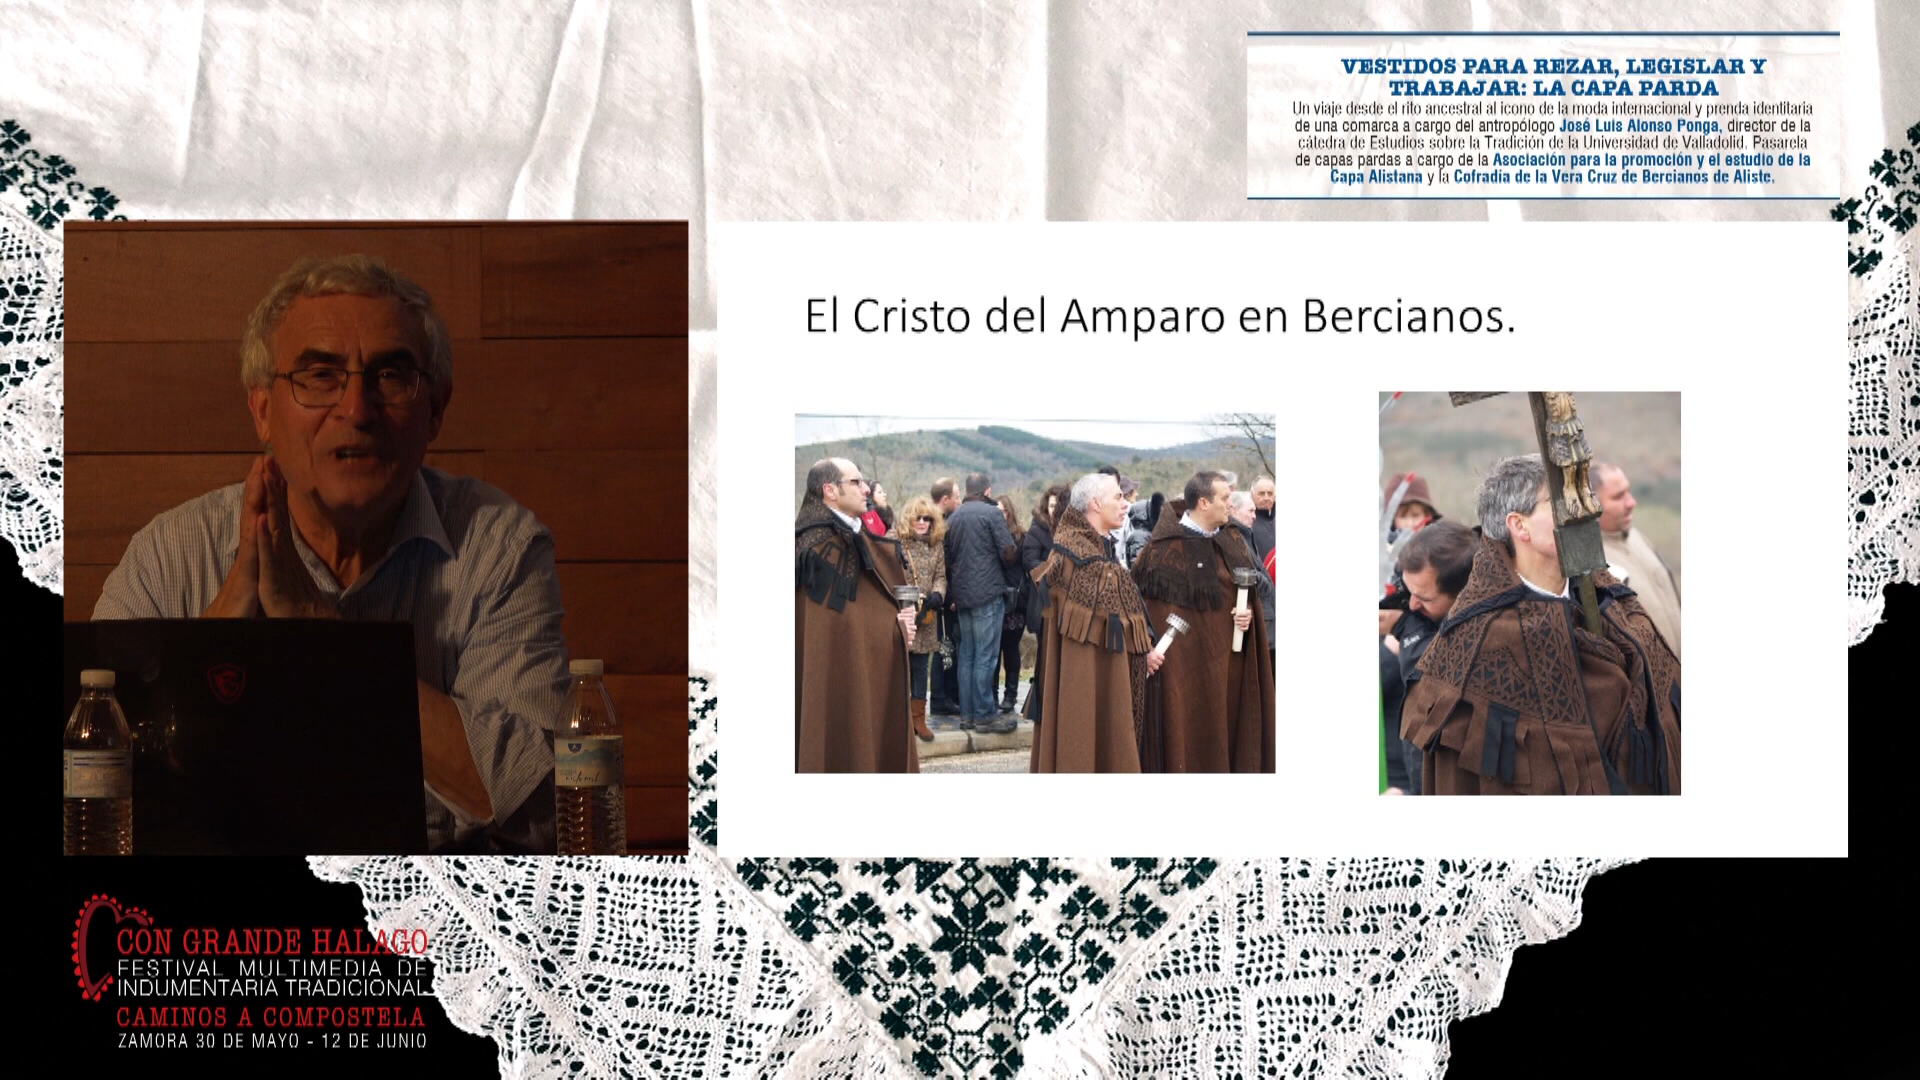 VESTIDOS PARA REZAR, LEGISLAR Y
TRABAJAR: LA CAPA PARDA
Un viaje desde el rito ancestral al icono de la moda internacional y prenda identitaria
de una comarca a cargo del antropólogo José Luis Alonso Ponga, director de la
cátedra de Estudios sobre la Tradición de la Universidad de Valladolid. Pasarela
de capas pardas a cargo de la Asociación para la promoción y el estudio de la
Capa Alistana y la Cofradía de la Vera Cruz de Bercianos de Aliste.
El Cristo del Amparo en Bercianos.
CON GRANDE HALAGO
FESTIVAL MULTIMEDIA DE
INDUMENTARIA TRADICIONAL
CAMINOS A COMPOSTELA
ZAMORA 30 DE MAYO - 12 DE JUNIO